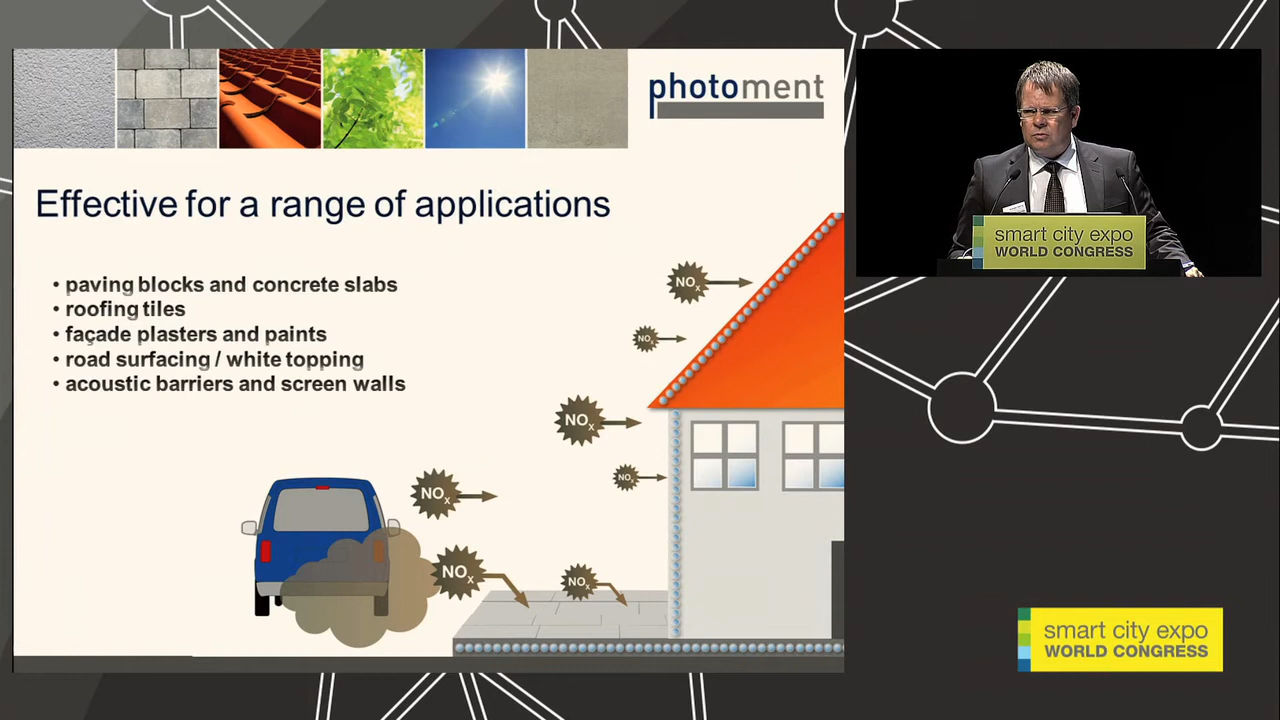 photoment
Effective for a range of applications
• paving blocks and concrete slabs
• roofing tiles
• façade plasters and paints
• road surfacing / white topping
• acoustic barriers and screen walls
NOx
NOx
NOx
NOx
NOx
NOx
NOx
smart city expo
WORLD CONGRESS
smart city expo
WORLD CONGRESS